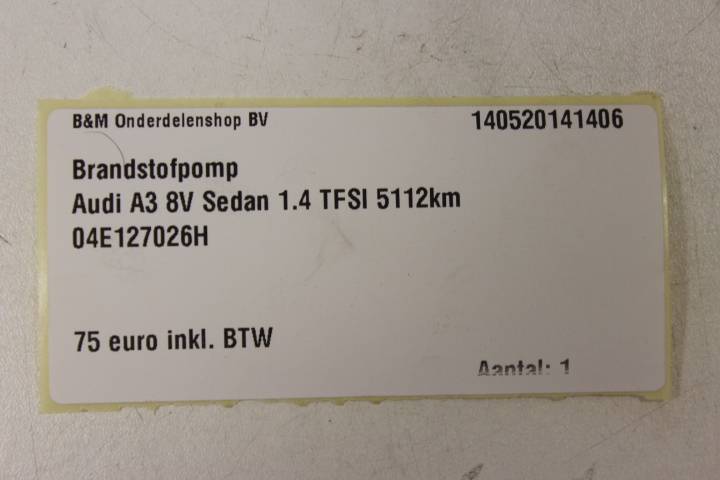 B&M Onderdelenshop BV 140520141406
Brandstofpomp
Audi A3 8V Sedan 1.4 TFSI 5112km
04E127026H
75 euro inkl. BTW
Aantal: 1